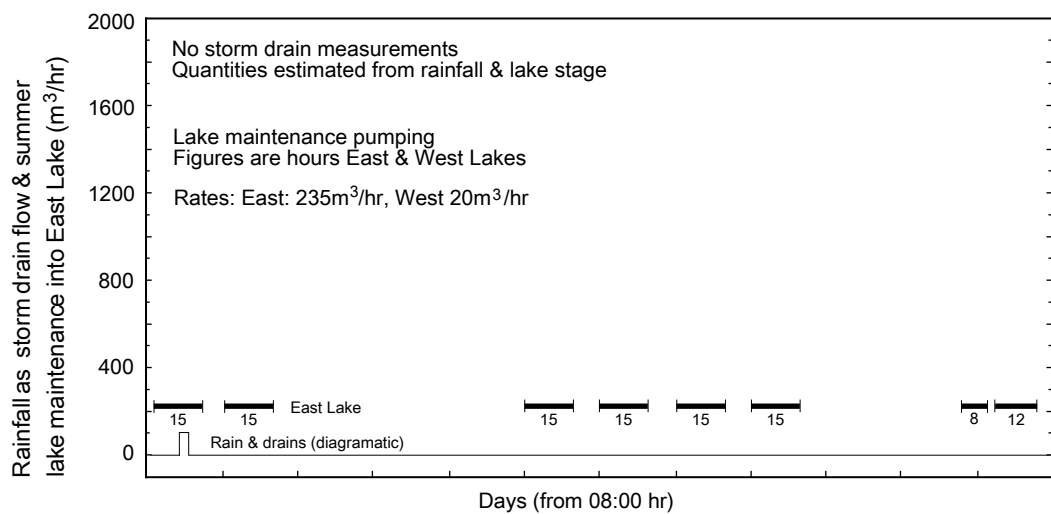 Rainfall as storm drain flow & summer
lake maintenance into East Lake (m³/hr)
2000
1600
1200
800
400
0
No storm drain measurements
Quantities estimated from rainfall & lake stage
Lake maintenance pumping
Figures are hours East & West Lakes
Rates: East: 235m³/hr, West 20m³/hr
15
15
East Lake
15
15
15
15
8
12
Rain & drains (diagramatic)
Days (from 08:00 hr)